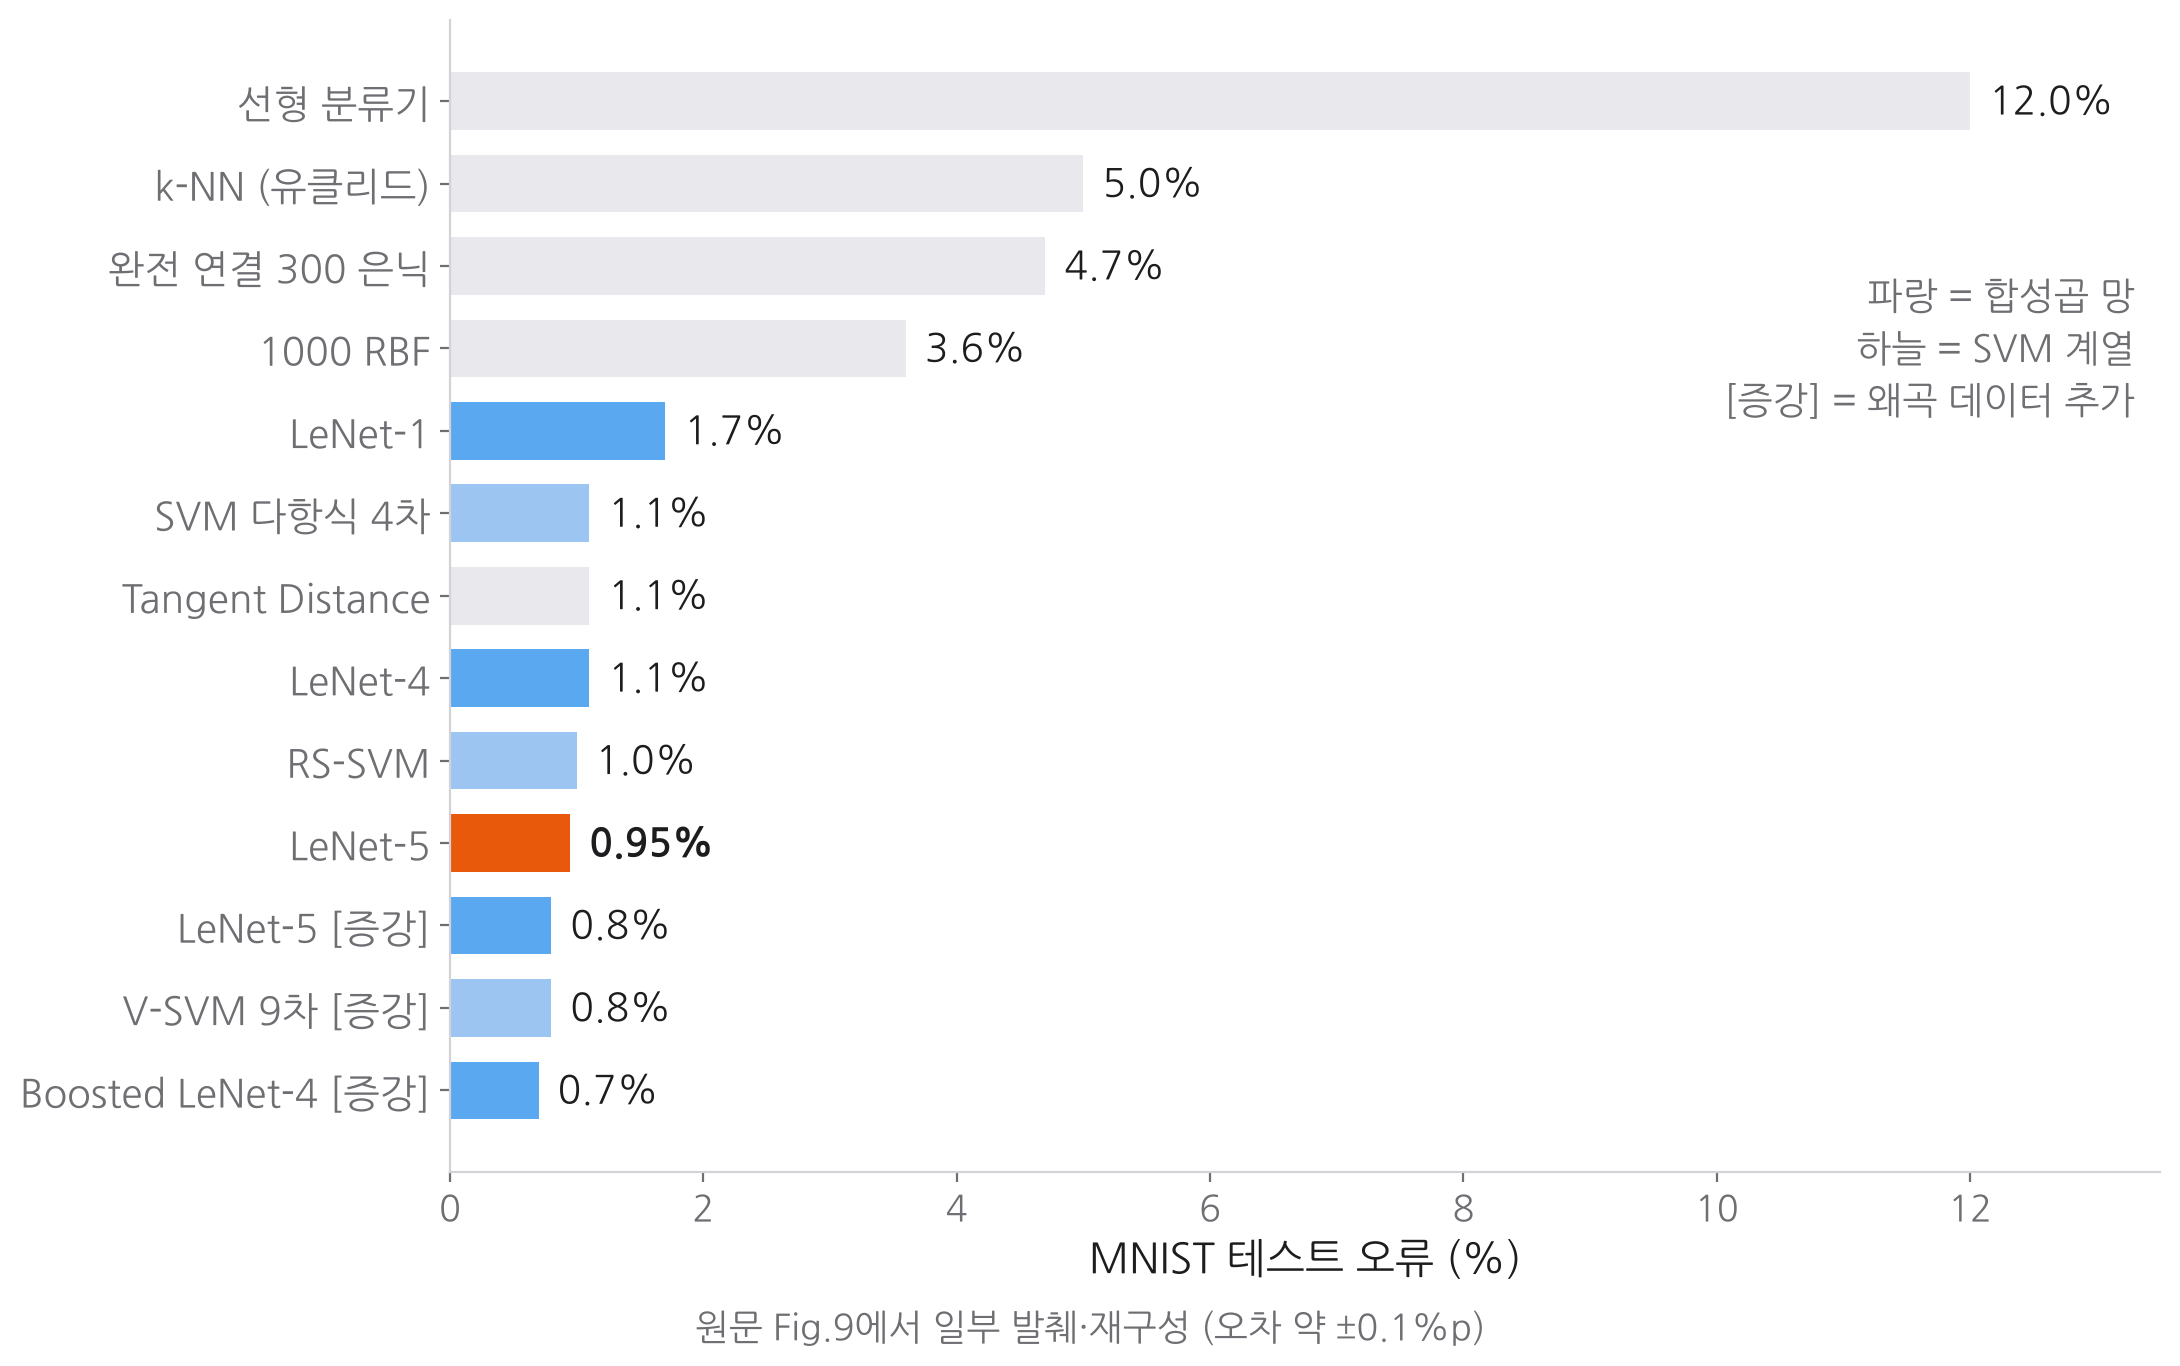 선형 분류기 12.0%
k-NN (유클리드) 5.0%
완전 연결 300 은닉 4.7%
1000 RBF 3.6%
파랑 = 합성곱 망
하늘 = SVM 계열
[증강] = 왜곡 데이터 추가
LeNet-1 1.7%
SVM 다항식 4차 1.1%
Tangent Distance 1.1%
LeNet-4 1.1%
RS-SVM 1.0%
LeNet-5 0.95%
LeNet-5 [증강] 0.8%
V-SVM 9차 [증강] 0.8%
Boosted LeNet-4 [증강] 0.7%
0 2 4 6 8 10 12
MNIST 테스트 오류 (%)
원문 Fig.9에서 일부 발췌·재구성 (오차 약 ±0.1%p)